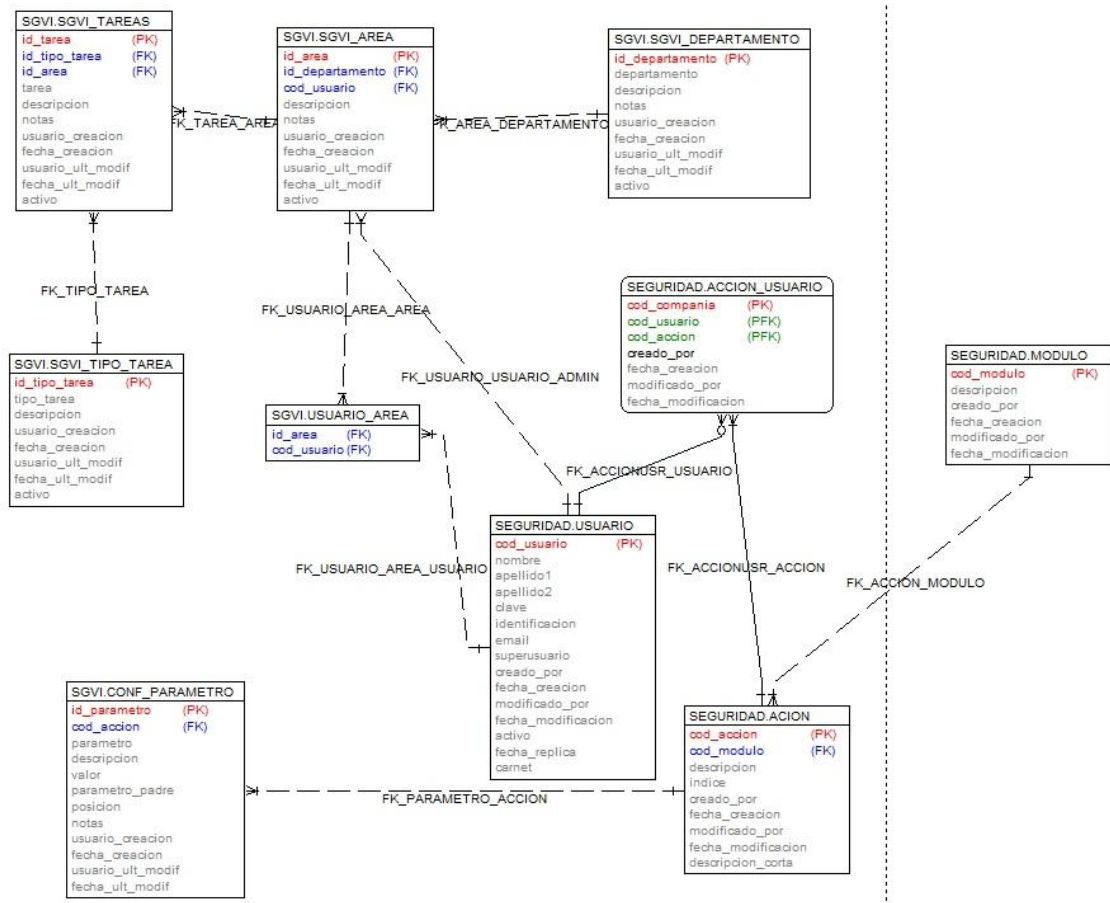 SGVI.SGVI_TAREAS
id_tarea (PK)
id_tipo_tarea (FK)
id_area (FK)
tarea
descripcion
notas
usuario_creacion
fecha_creacion
usuario_ult_modif
fecha_ult_modif
activo
SGVI.SGVI_AREA
id_area (PK)
id_departamento (FK)
cod_usuario (FK)
descripcion
notas
usuario_creacion
fecha_creacion
usuario_ult_modif
fecha_ult_modif
activo
SGVI.SGVI_DEPARTAMENTO
id_departamento (PK)
departamento
descripcion
notas
usuario_creacion
fecha_creacion
usuario_ult_modif
fecha_ult_modif
activo
FK_TAREA_AREA
K_AREA_DEPARTAMENTO
FK_TIPO_TAREA
FK_USUARIO_AREA_AREA
FK_USUARIO_USUARIO_ADMIN
SEGURIDAD.ACCION_USUARIO
cod_compania (PK)
cod_usuario (PFK)
cod_accion (PFK)
creado_por
fecha_creacion
modificado_por
fecha_modificacion
SEGURIDAD.MODULO
cod_modulo (PK)
descripcion
creado_por
fecha_creacion
modificado_por
fecha_modificacion
SGVI.SGVI_TIPO_TAREA
id_tipo_tarea (PK)
tipo_tarea
descripcion
usuario_creacion
fecha_creacion
usuario_ult_modif
fecha_ult_modif
activo
SGVI.USUARIO_AREA
id_area (FK)
cod_usuario (FK)
FK_ACCIONUSR_USUARIO
FK_USUARIO_AREA_USUARIO
SEGURIDAD.USUARIO
cod_usuario (PK)
nombre
apellido1
apellido2
clave
identificacion
email
superusuario
creado_por
fecha_creacion
modificado_por
fecha_modificacion
activo
fecha_replica
carnet
FK_ACCIONUSR_ACCION
FK_ACCION_MODULO
SGVI.CONF_PARAMETRO
id_parametro (PK)
cod_accion (FK)
parametro
descripcion
valor
parametro_padre
posicion
notas
usuario_creacion
fecha_creacion
usuario_ult_modif
fecha_ult_modif
FK_PARAMETRO_ACCION
SEGURIDAD.ACION
cod_accion (PK)
cod_modulo (FK)
descripcion
indice
creado_por
fecha_creacion
modificado_por
fecha_modificacion
descripcion_corta